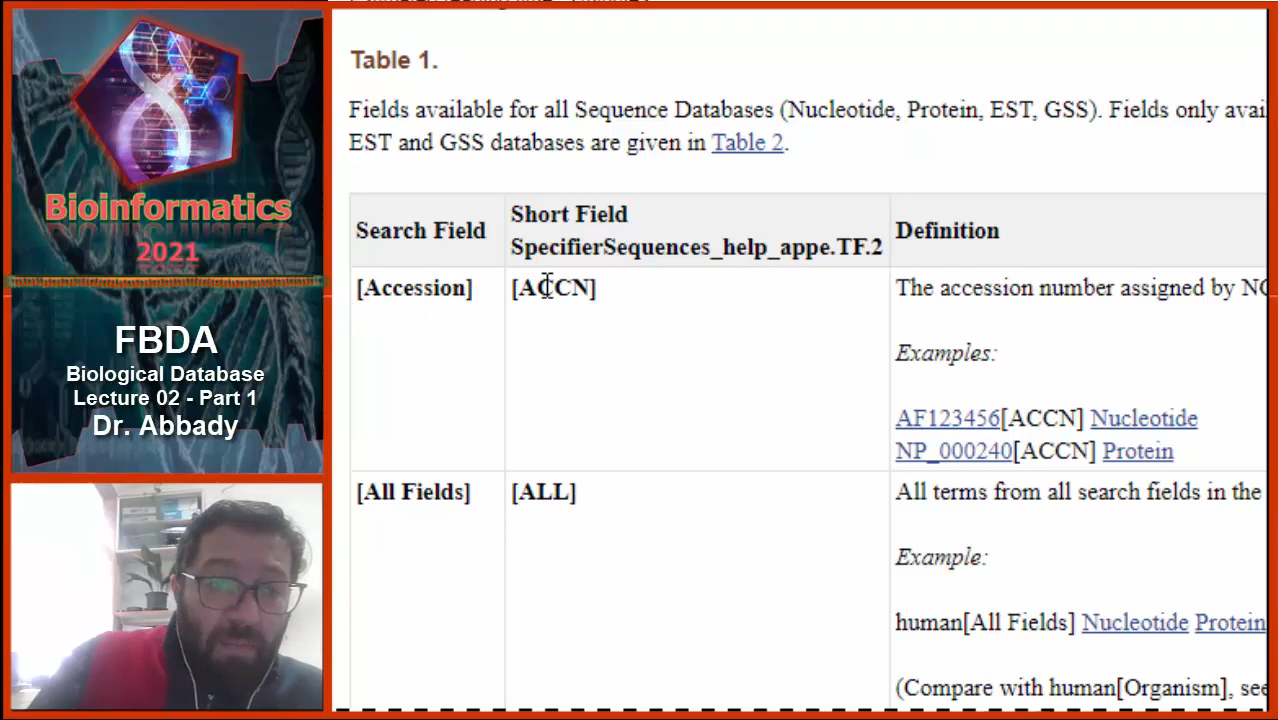 Bioinformatics
2021
FBDA
Biological Database
Lecture 02 - Part 1
Dr. Abbady
Table 1.
Fields available for all Sequence Databases (Nucleotide, Protein, EST, GSS). Fields only avai
EST and GSS databases are given in Table 2.
Search Field
Short Field
SpecifierSequences_help_appe.TF.2
Definition
[Accession]
[ACCN]
The accession number assigned by NC
Examples:
AF123456[ACCN] Nucleotide
NP_000240[ACCN] Protein
[All Fields]
[ALL]
All terms from all search fields in the
Example:
human[All Fields] Nucleotide Protein
(Compare with human[Organism], see